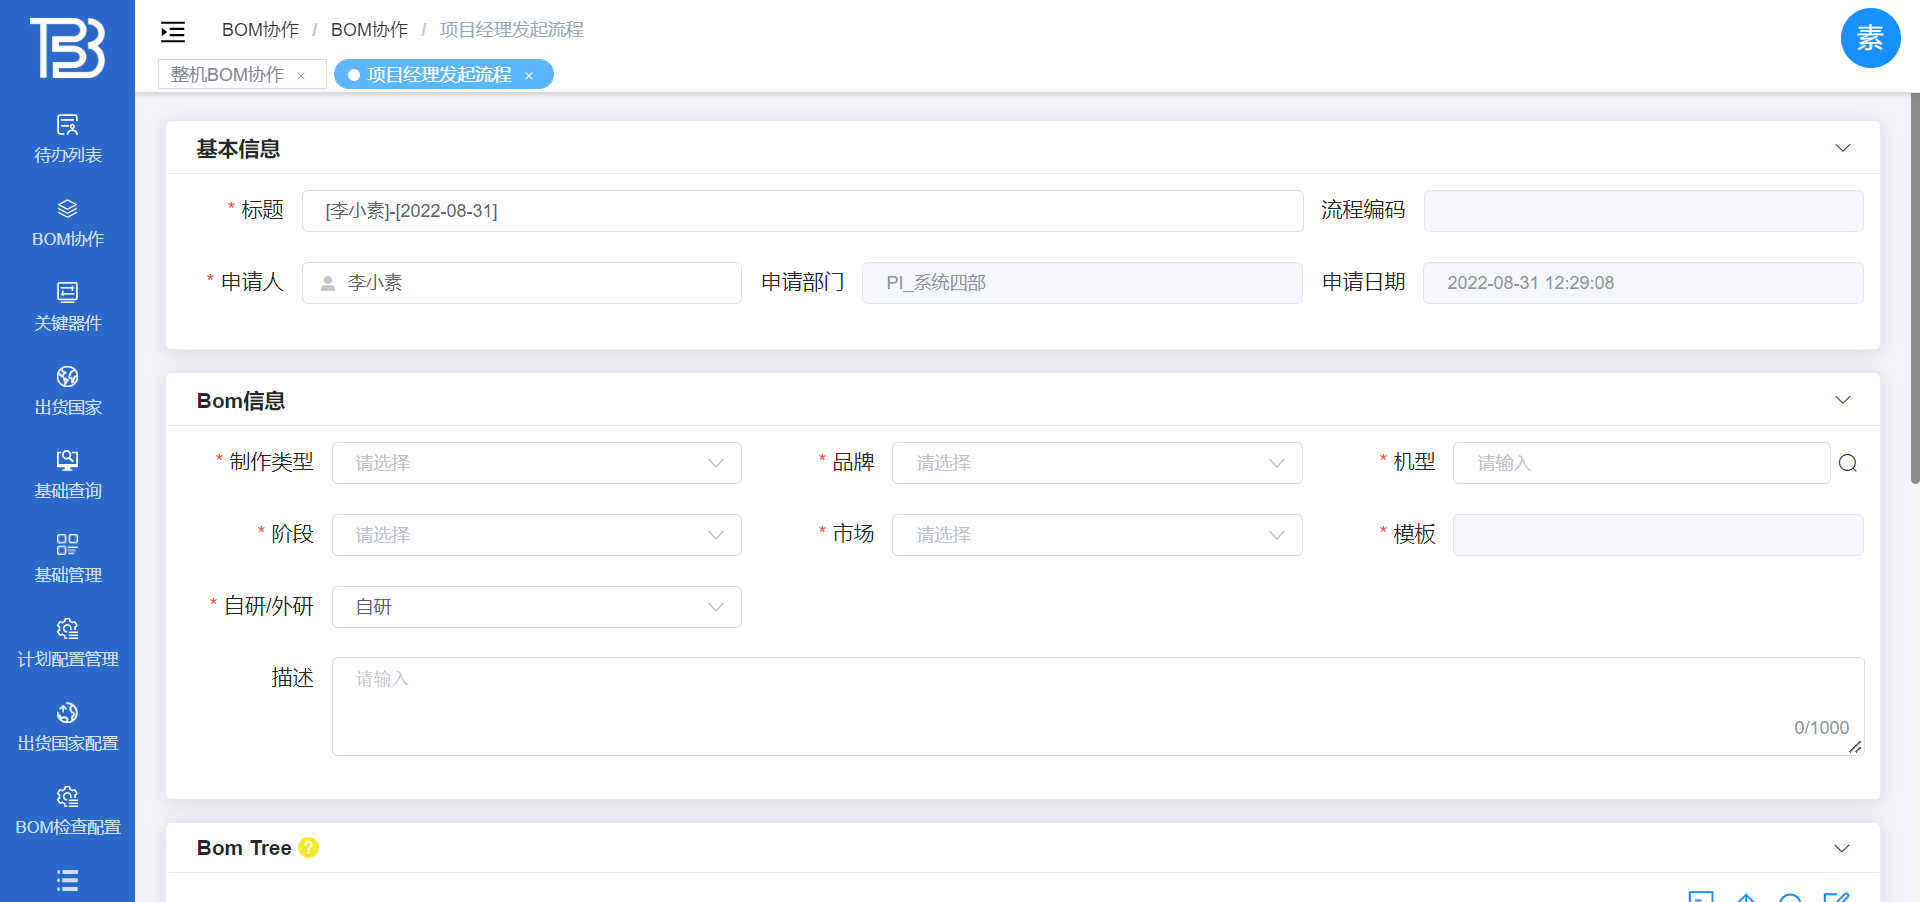 BOM协作 / BOM协作 / 项目经理发起流程
素
整机BOM协作 ×
项目经理发起流程 ×
待办列表
BOM协作
关键器件
出货国家
基础查询
基础管理
计划配置管理
出货国家配置
BOM检查配置
基本信息
* 标题 [李小素]-[2022-08-31] 流程编码
* 申请人 李小素 申请部门 PI_系统四部 申请日期 2022-08-31 12:29:08
Bom信息
* 制作类型 请选择 * 品牌 请选择 * 机型 请输入
* 阶段 请选择 * 市场 请选择 * 模板
* 自研/外研 自研
描述 请输入
0/1000
Bom Tree ?